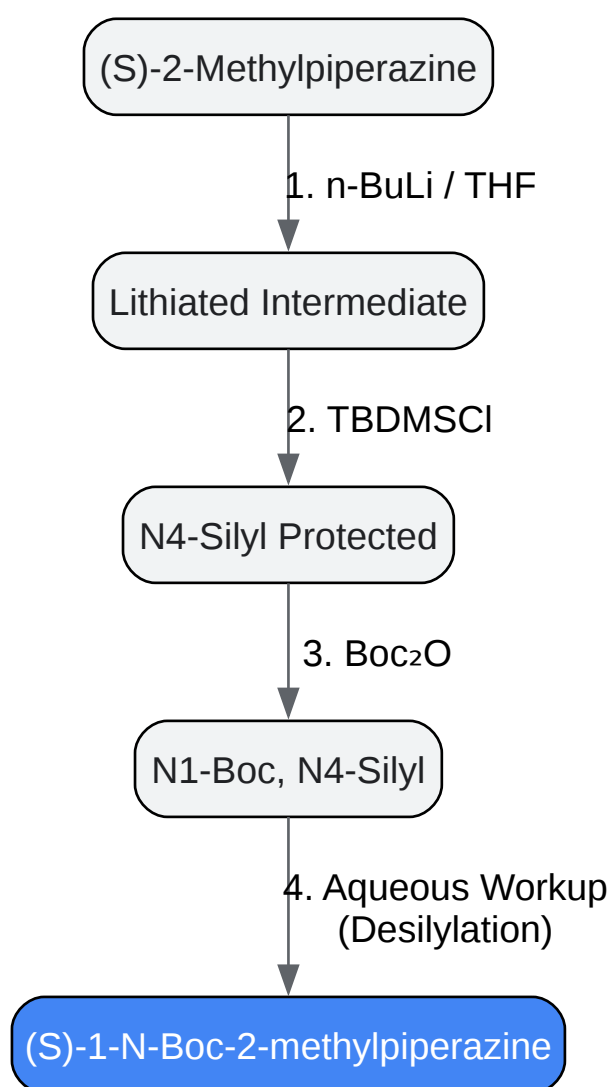 (S)-2-Methylpiperazine
1. n-BuLi / THF
Lithiated Intermediate
2. TBDMSCl
N4-Silyl Protected
3. Boc₂O
N1-Boc, N4-Silyl
4. Aqueous Workup
(Desilylation)
(S)-1-N-Boc-2-methylpiperazine